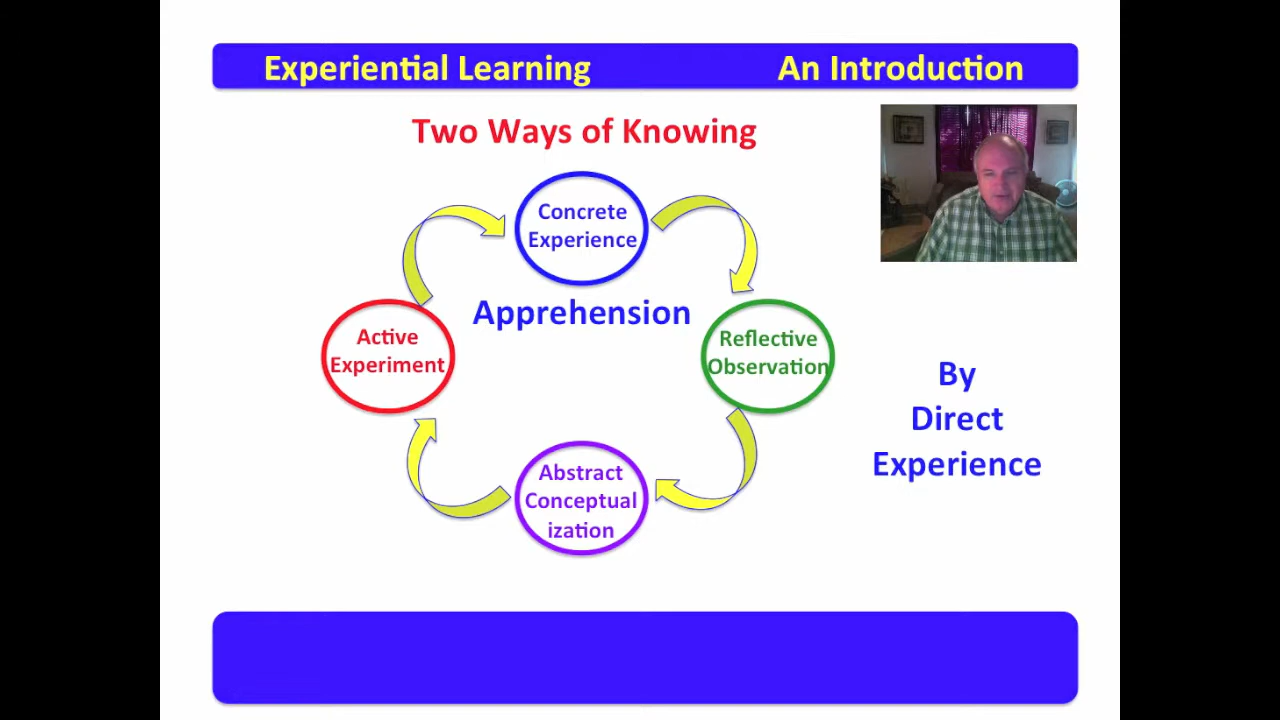 Experiential Learning An Introduction
Two Ways of Knowing
Concrete
Experience
Apprehension
Active
Experiment
Reflective
Observation
By
Direct
Experience
Abstract
Conceptual
ization